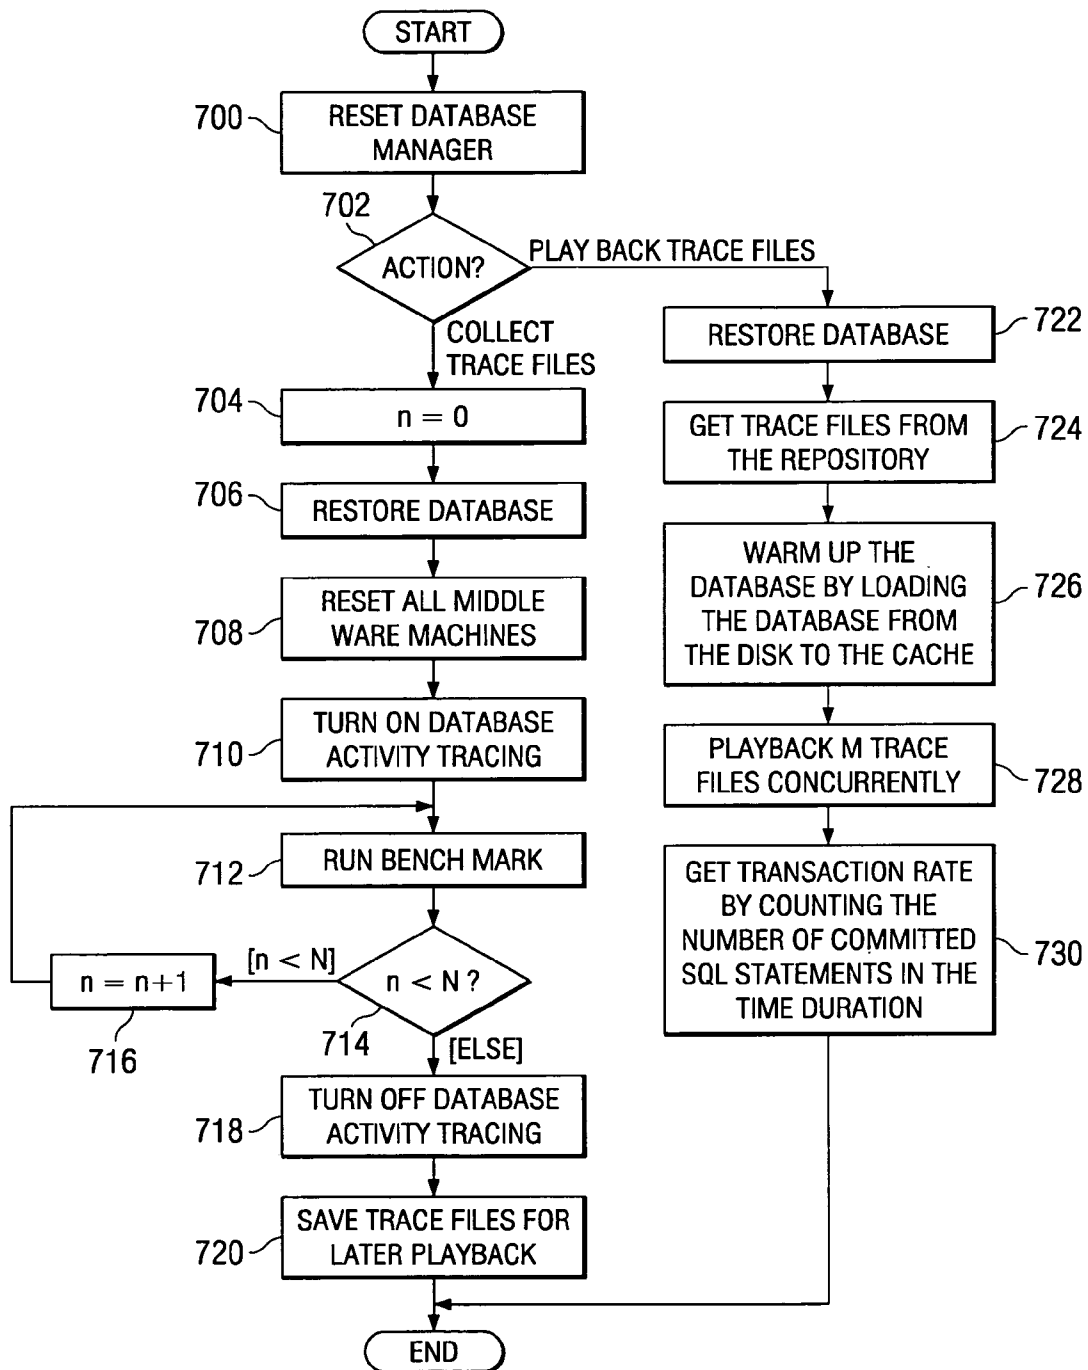 START
700
RESET DATABASE
MANAGER
702
ACTION?
PLAY BACK TRACE FILES
COLLECT
TRACE FILES
704
n = 0
706
RESTORE DATABASE
708
RESET ALL MIDDLE
WARE MACHINES
710
TURN ON DATABASE
ACTIVITY TRACING
712
RUN BENCH MARK
[n < N]
n < N ?
n = n+1
714
716
[ELSE]
718
TURN OFF DATABASE
ACTIVITY TRACING
720
SAVE TRACE FILES FOR
LATER PLAYBACK
RESTORE DATABASE
722
GET TRACE FILES FROM
THE REPOSITORY
724
WARM UP THE
DATABASE BY LOADING
THE DATABASE FROM
THE DISK TO THE CACHE
726
PLAYBACK M TRACE
FILES CONCURRENTLY
728
GET TRANSACTION RATE
BY COUNTING THE
NUMBER OF COMMITTED
SQL STATEMENTS IN THE
TIME DURATION
730
END